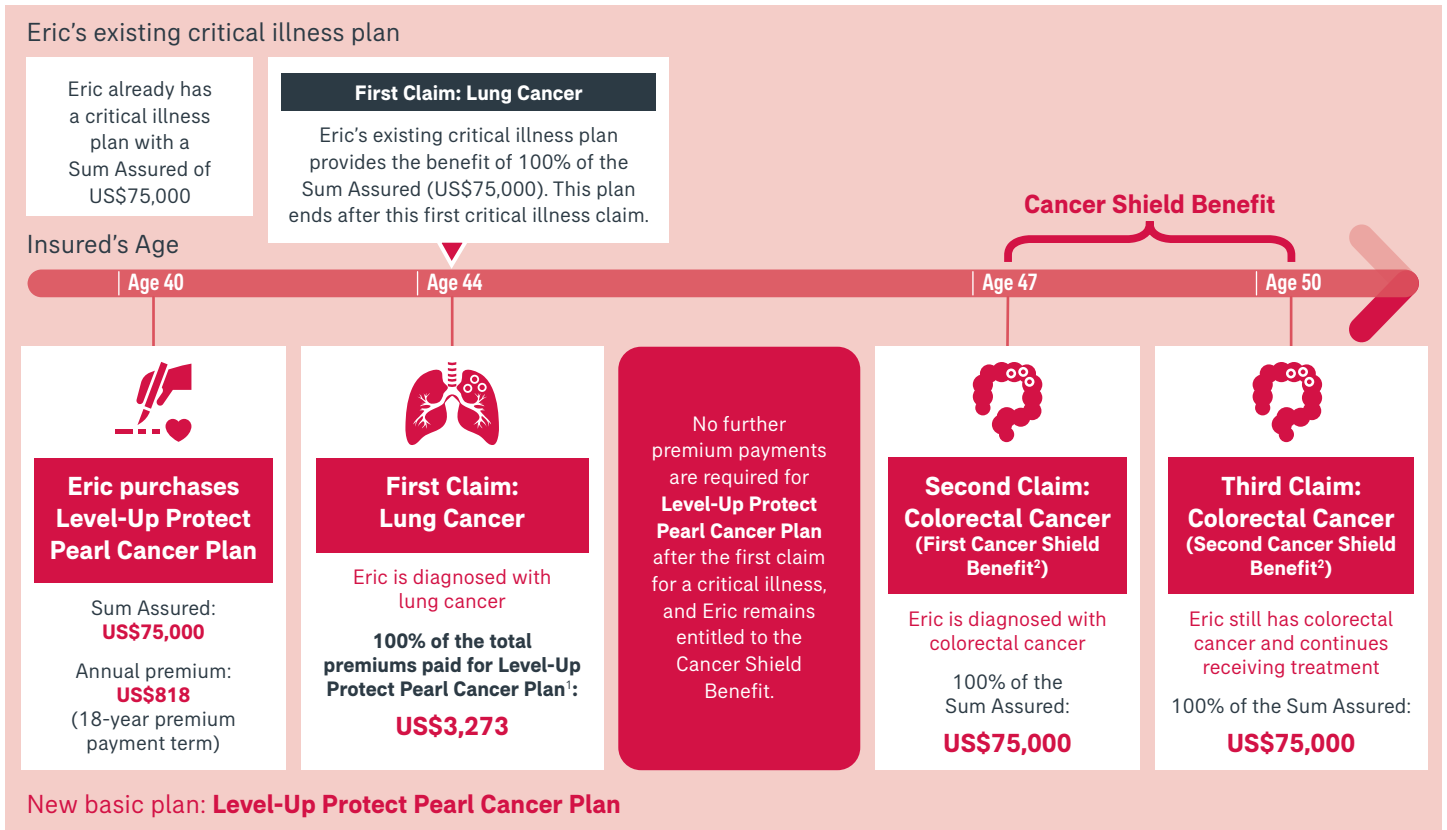 Eric’s existing critical illness plan
Eric already has
a critical illness
plan with a
Sum Assured of
US$75,000
First Claim: Lung Cancer
Eric’s existing critical illness plan
provides the benefit of 100% of the
Sum Assured (US$75,000). This plan
ends after this first critical illness claim.
Cancer Shield Benefit
Insured’s Age
Age 40
Age 44
Age 47
Age 50
Eric purchases
Level-Up Protect
Pearl Cancer Plan
Sum Assured:
US$75,000
Annual premium:
US$818
(18-year premium
payment term)
First Claim:
Lung Cancer
Eric is diagnosed with
lung cancer
100% of the total
premiums paid for Level-Up
Protect Pearl Cancer Plan¹:
US$3,273
No further
premium payments
are required for
Level-Up Protect
Pearl Cancer Plan
after the first claim
for a critical illness,
and Eric remains
entitled to the
Cancer Shield
Benefit.
Second Claim:
Colorectal Cancer
(First Cancer Shield
Benefit²)
Eric is diagnosed with
colorectal cancer
100% of the
Sum Assured:
US$75,000
Third Claim:
Colorectal Cancer
(Second Cancer Shield
Benefit²)
Eric still has colorectal
cancer and continues
receiving treatment
100% of the Sum Assured:
US$75,000
New basic plan: Level-Up Protect Pearl Cancer Plan